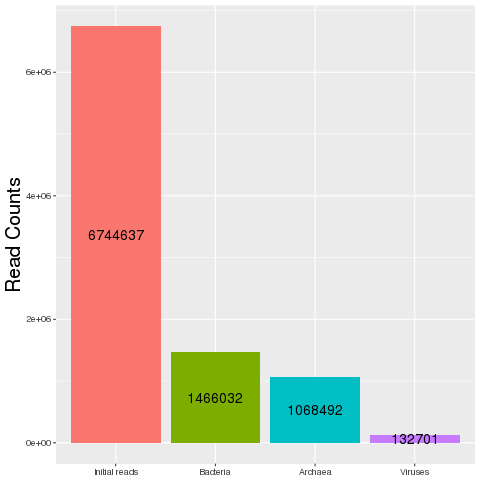 Read Counts
6e+06
4e+06
2e+06
0e+00
6744637
1466032
1068492
132701
Initial reads
Bacteria
Archaea
Viruses